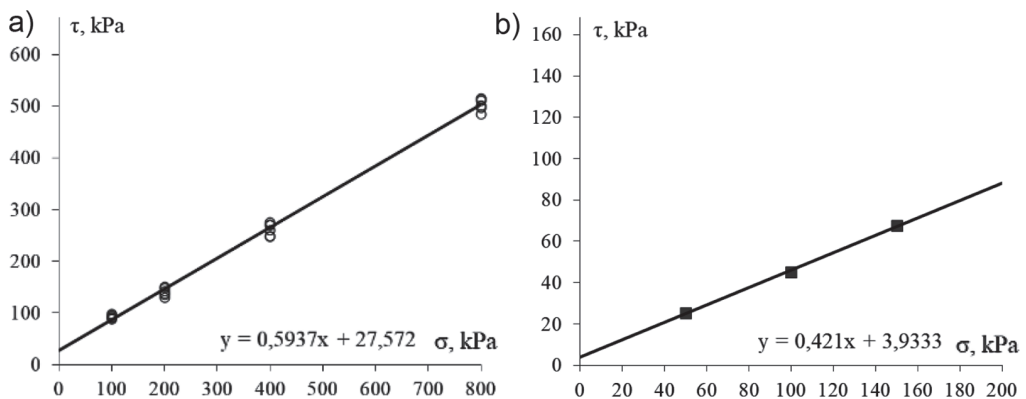 a)
τ, kPa
600
500
400
300
200
100
0
y = 0,5937x + 27,572 σ, kPa
0 100 200 300 400 500 600 700 800
b)
τ, kPa
160
140
120
100
80
60
40
20
0
y = 0,421x + 3,9333 σ, kPa
0 20 40 60 80 100 120 140 160 180 200